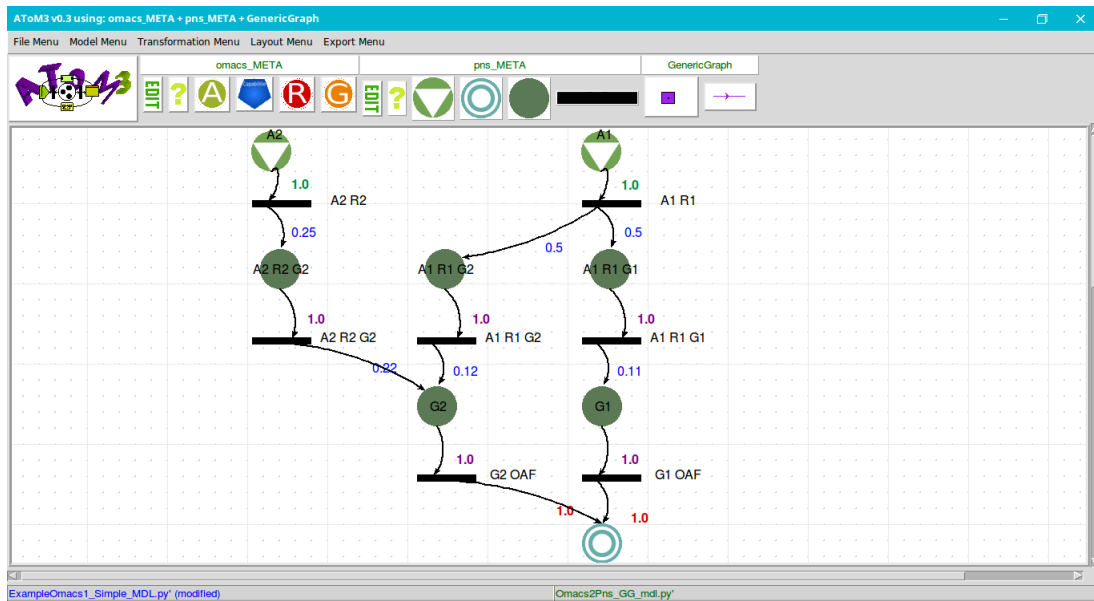 AToM3 v0.3 using: omacs_META + pns_META + GenericGraph
File Menu Model Menu Transformation Menu Layout Menu Export Menu
omacs_META pns_META GenericGraph
AToM3
EDIT ? A Capabilities R G EDIT ?
A2 A1
1.0 1.0
A2 R2 A1 R1
0.25 0.5 0.5
A2 R2 G2 A1 R1 G2 A1 R1 G1
1.0 1.0 1.0
A2 R2 G2 A1 R1 G2 A1 R1 G1
0.22 0.12 0.11
G2 G1
1.0 1.0
G2 OAF G1 OAF
1.0 1.0
ExampleOmacs1_Simple_MDL.py' (modified) Omacs2Pns_GG_mdl.py'